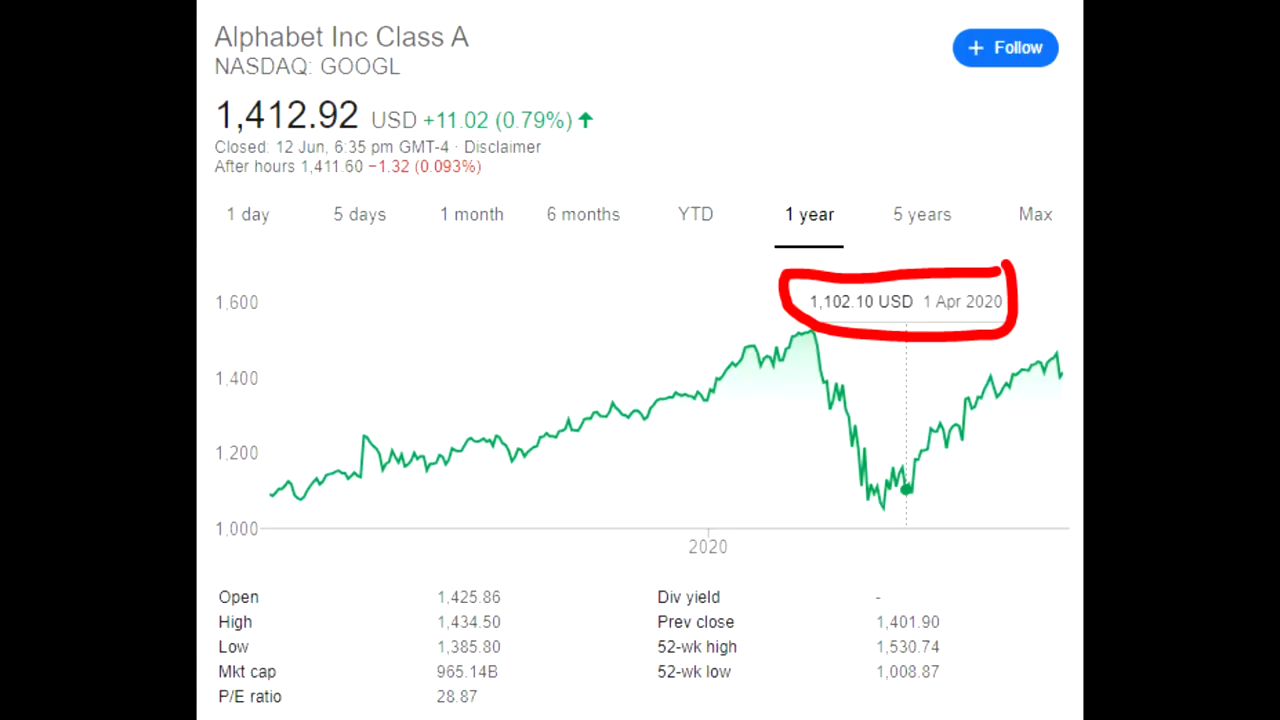 Alphabet Inc Class A
NASDAQ: GOOGL
+ Follow
1,412.92 USD +11.02 (0.79%)
Closed: 12 Jun, 6:35 pm GMT-4 · Disclaimer
After hours 1,411.60 −1.32 (0.093%)
1 day 5 days 1 month 6 months YTD 1 year 5 years Max
1,102.10 USD 1 Apr 2020
1,600
1,400
1,200
1,000
2020
Open 1,425.86 Div yield -
High 1,434.50 Prev close 1,401.90
Low 1,385.80 52-wk high 1,530.74
Mkt cap 965.14B 52-wk low 1,008.87
P/E ratio 28.87